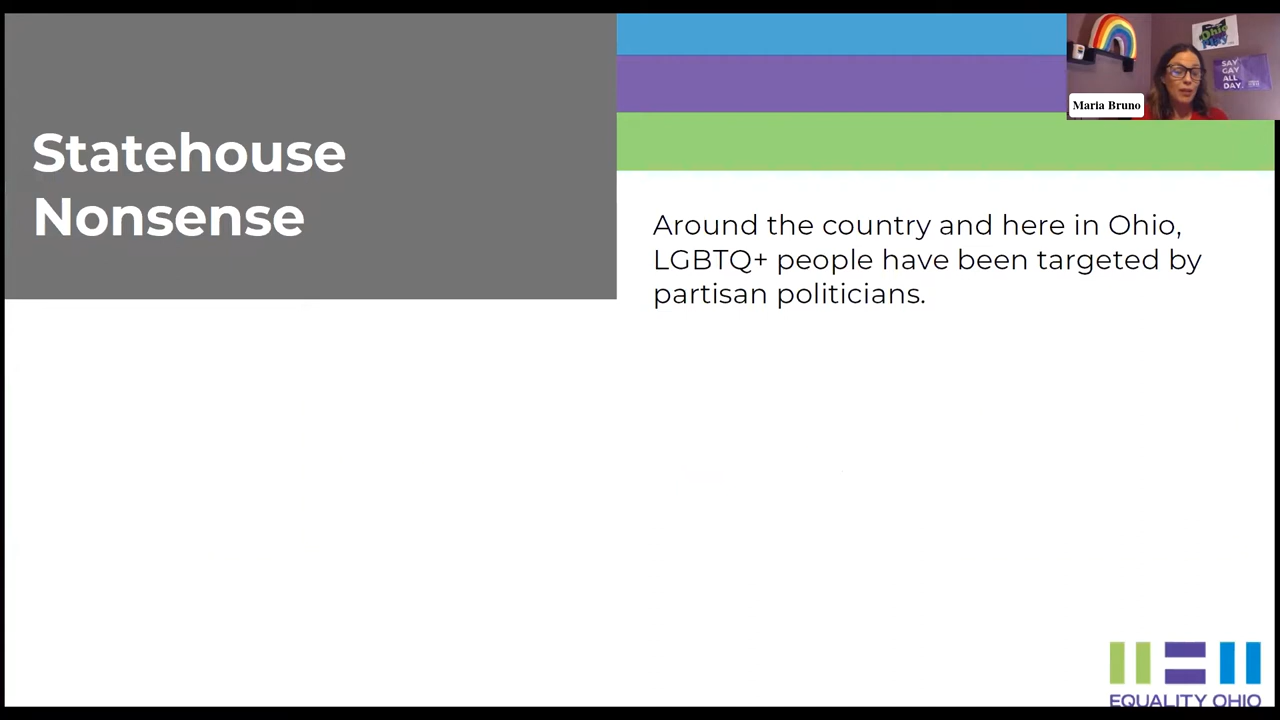 Statehouse
Nonsense
Around the country and here in Ohio,
LGBTQ+ people have been targeted by
partisan politicians.
Maria Bruno
Ohio
SAY
GAY
ALL
DAY.
EQUALITY OHIO